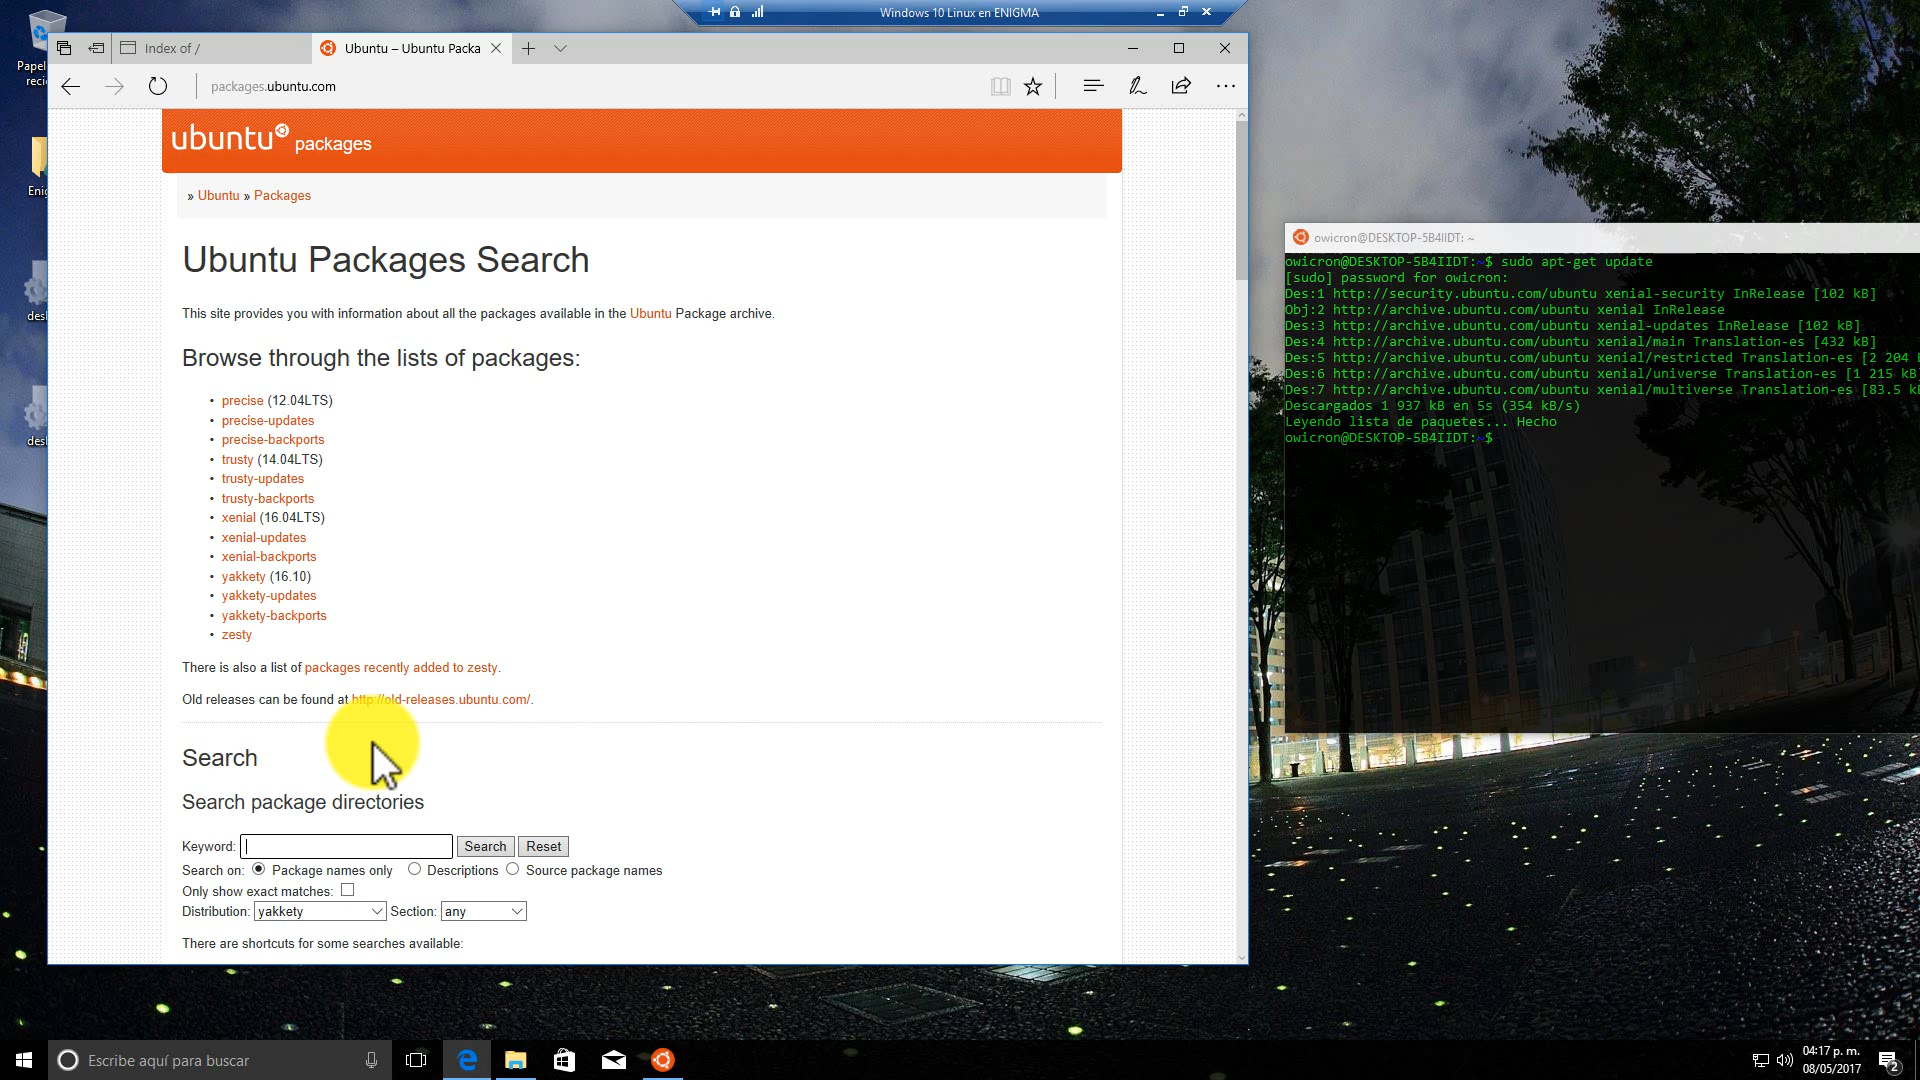 Windows 10 Linux en ENIGMA
Index of /
Ubuntu – Ubuntu Packa
packages.ubuntu.com
ubuntu packages
» Ubuntu » Packages
Ubuntu Packages Search
This site provides you with information about all the packages available in the Ubuntu Package archive.
Browse through the lists of packages:
• precise (12.04LTS)
• precise-updates
• precise-backports
• trusty (14.04LTS)
• trusty-updates
• trusty-backports
• xenial (16.04LTS)
• xenial-updates
• xenial-backports
• yakkety (16.10)
• yakkety-updates
• yakkety-backports
• zesty
There is also a list of packages recently added to zesty.
Old releases can be found at http://old-releases.ubuntu.com/.
Search
Search package directories
Keyword: Search Reset
Search on: Package names only Descriptions Source package names
Only show exact matches:
Distribution: yakkety Section: any
There are shortcuts for some searches available:
Papel
reci
Enig
desk
desk
owicron@DESKTOP-5B4IIDT: ~
owicron@DESKTOP-5B4IIDT:~$ sudo apt-get update
[sudo] password for owicron:
Des:1 http://security.ubuntu.com/ubuntu xenial-security InRelease [102 kB]
Obj:2 http://archive.ubuntu.com/ubuntu xenial InRelease
Des:3 http://archive.ubuntu.com/ubuntu xenial-updates InRelease [102 kB]
Des:4 http://archive.ubuntu.com/ubuntu xenial/main Translation-es [432 kB]
Des:5 http://archive.ubuntu.com/ubuntu xenial/restricted Translation-es [2 204 B
Des:6 http://archive.ubuntu.com/ubuntu xenial/universe Translation-es [1 215 kB]
Des:7 http://archive.ubuntu.com/ubuntu xenial/multiverse Translation-es [83.5 kB
Descargados 1 937 kB en 5s (354 kB/s)
Leyendo lista de paquetes... Hecho
owicron@DESKTOP-5B4IIDT:~$
Escribe aquí para buscar
04:17 p. m.
08/05/2017
2